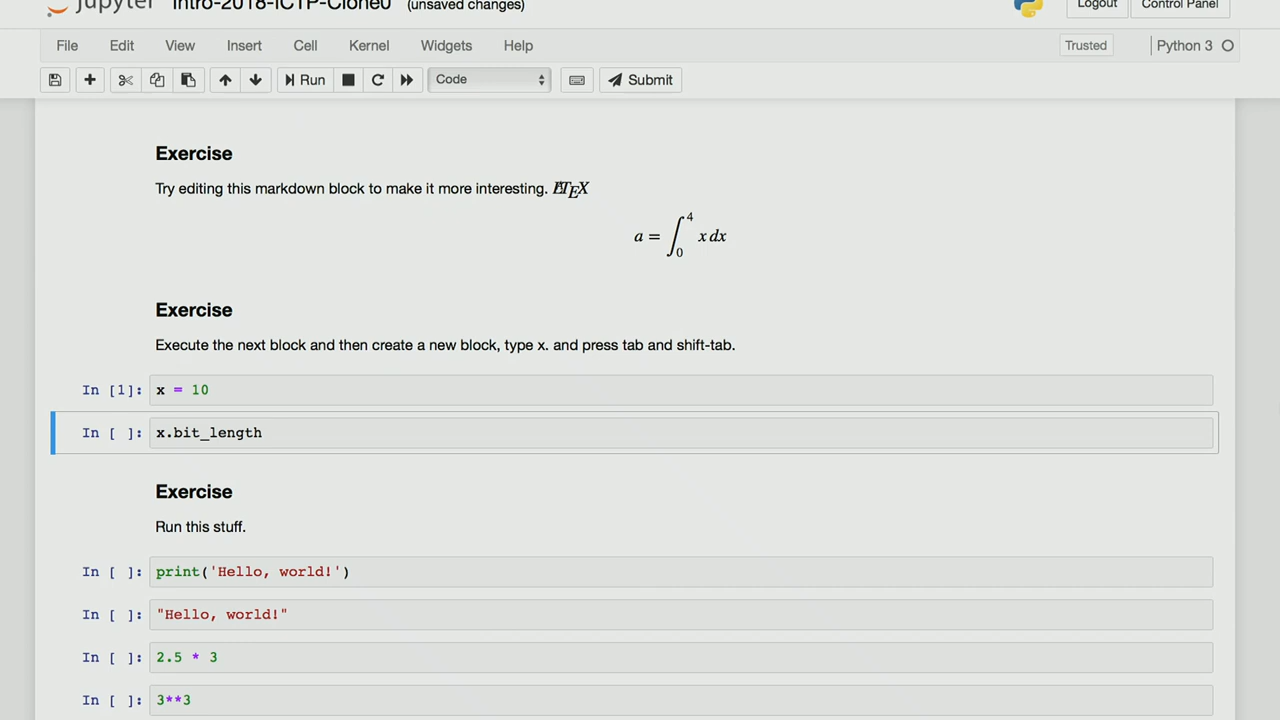 jupyter Intro-2018-ICTP-Clone0 (unsaved changes) Logout Control Panel
File Edit View Insert Cell Kernel Widgets Help Trusted Python 3
Run Code Submit
Exercise
Try editing this markdown block to make it more interesting. LATEX
a = ∫₀⁴ x dx
Exercise
Execute the next block and then create a new block, type x. and press tab and shift-tab.
In [1]: x = 10
In [ ]: x.bit_length
Exercise
Run this stuff.
In [ ]: print('Hello, world!')
In [ ]: "Hello, world!"
In [ ]: 2.5 * 3
In [ ]: 3**3